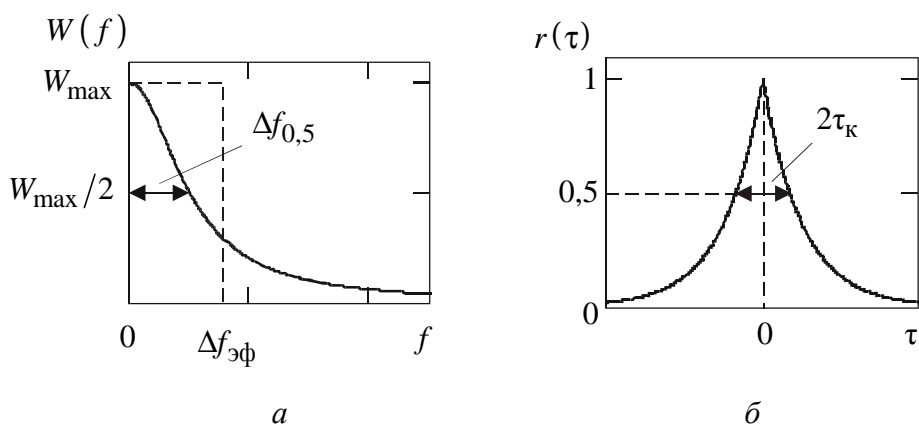 W(f)
W_max
Δf_0,5
W_max/2
0
Δf_эф
f
а
r(τ)
1
2τ_к
0,5
0
0
τ
б